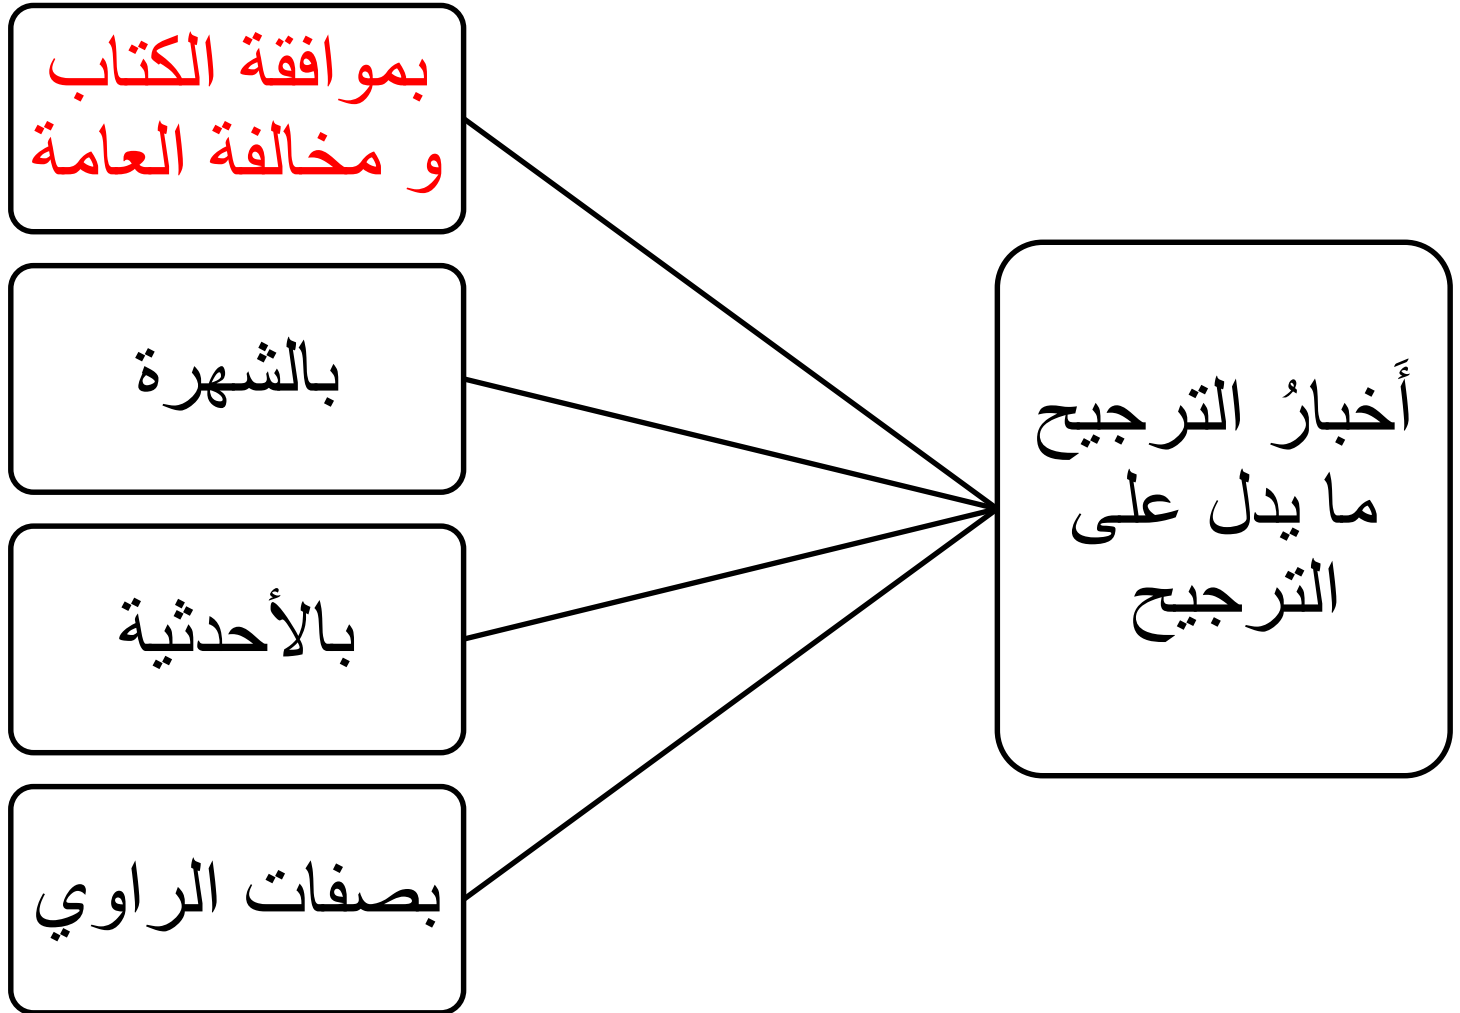 أَخبارُ الترجيح
ما يدل على
الترجيح
بموافقة الكتاب
و مخالفة العامة
بالشهرة
بالأحدثية
بصفات الراوي